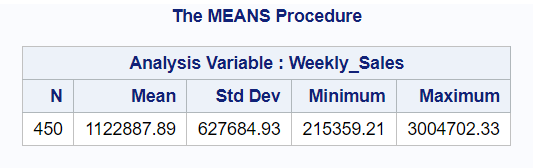 The MEANS Procedure
Analysis Variable : Weekly_Sales
N Mean Std Dev Minimum Maximum
450 1122887.89 627684.93 215359.21 3004702.33